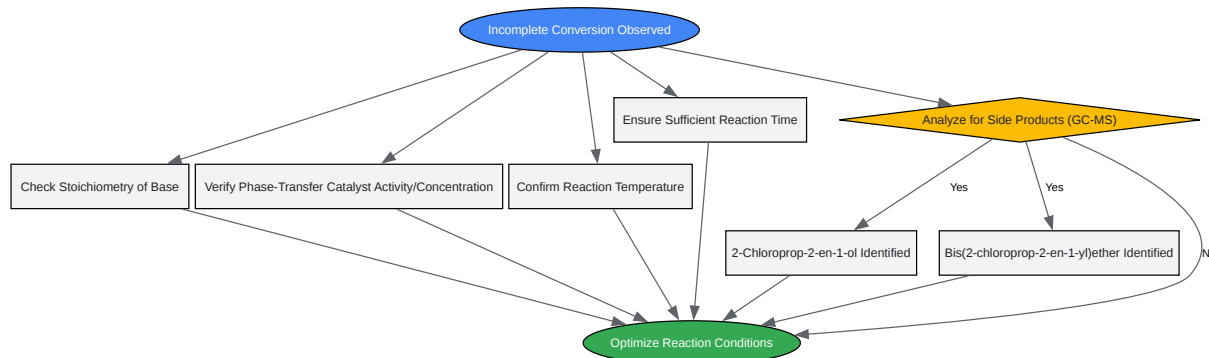 Incomplete Conversion Observed
Ensure Sufficient Reaction Time
Analyze for Side Products (GC-MS)
Check Stoichiometry of Base
Verify Phase-Transfer Catalyst Activity/Concentration
Confirm Reaction Temperature
Yes
Yes
2-Chloroprop-2-en-1-ol Identified
Bis(2-chloroprop-2-en-1-yl)ether Identified
N
Optimize Reaction Conditions